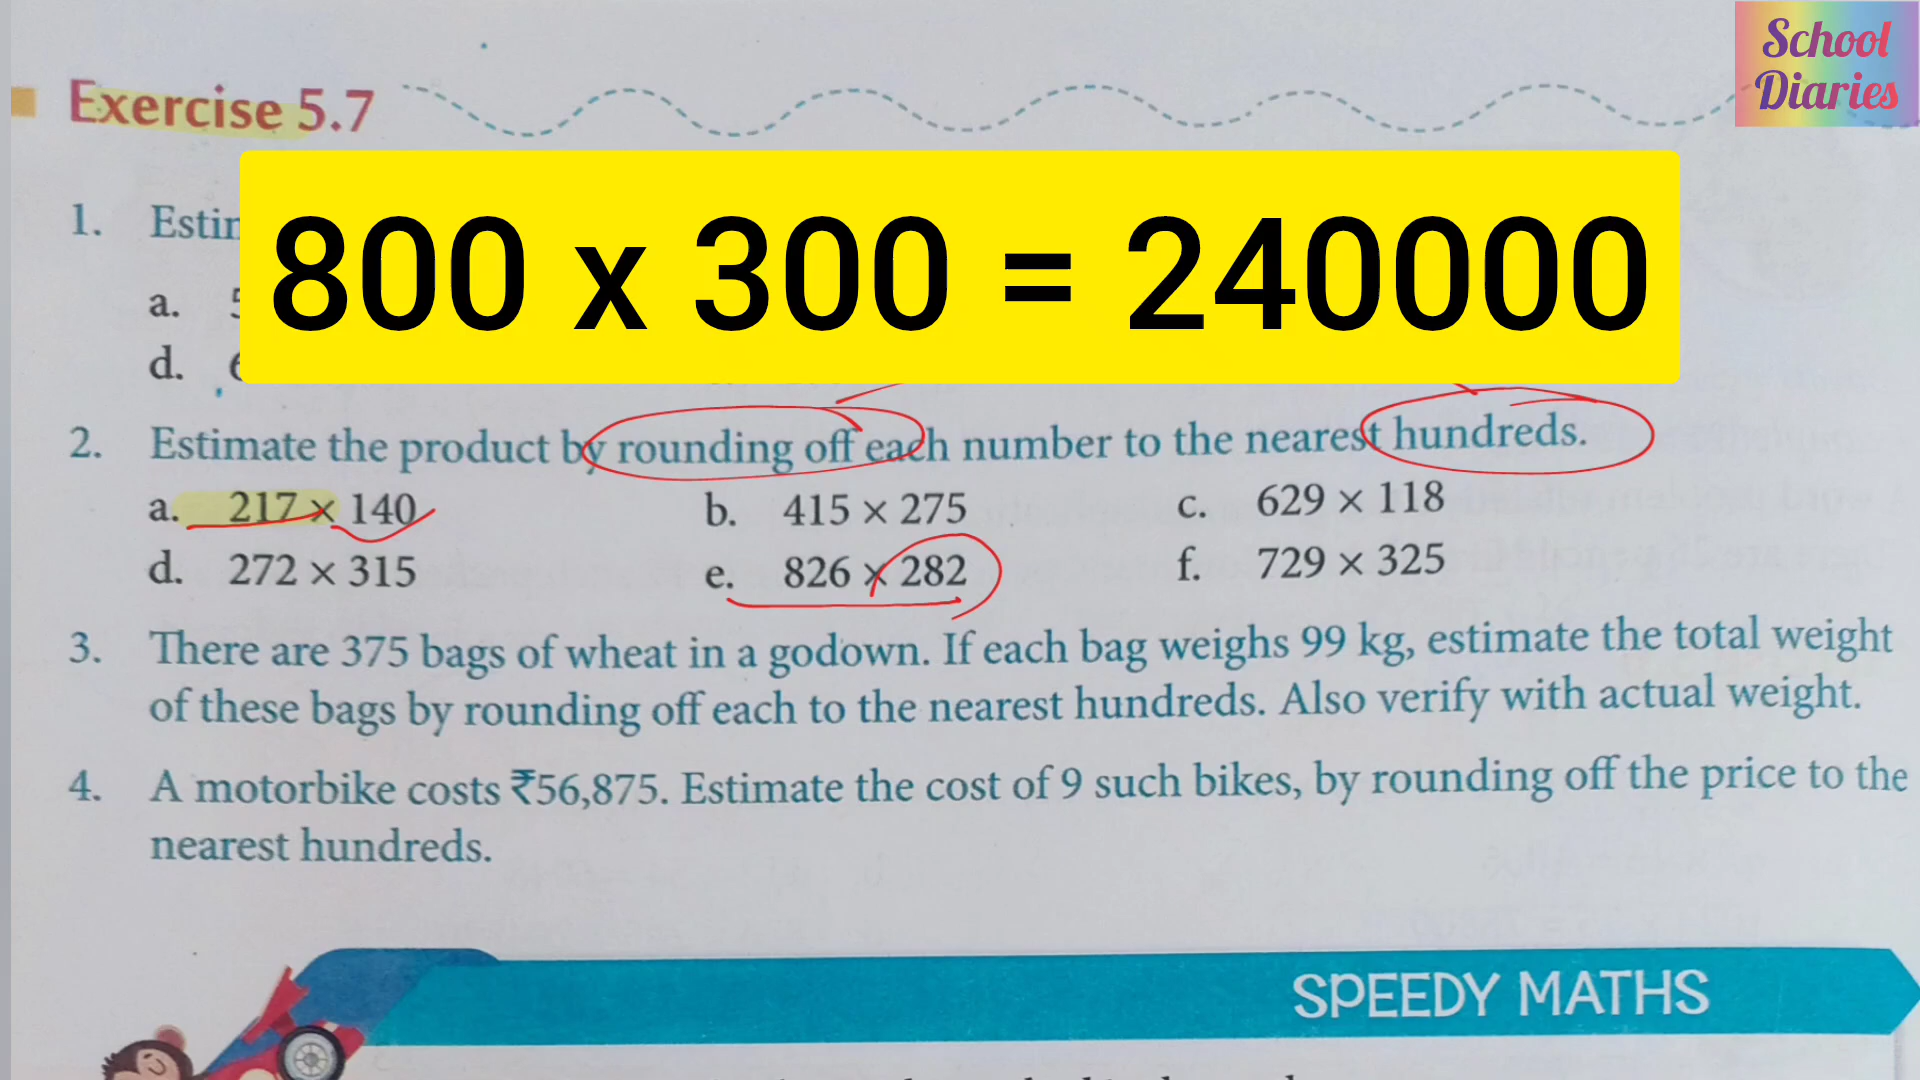 School
Diaries
Exercise 5.7
800 x 300 = 240000
1.
a.
d.
2. Estimate the product by rounding off each number to the nearest hundreds.
a. 217 × 140 b. 415 × 275 c. 629 × 118
d. 272 × 315 e. 826 × 282 f. 729 × 325
3. There are 375 bags of wheat in a godown. If each bag weighs 99 kg, estimate the total weight
of these bags by rounding off each to the nearest hundreds. Also verify with actual weight.
4. A motorbike costs ₹56,875. Estimate the cost of 9 such bikes, by rounding off the price to the
nearest hundreds.
SPEEDY MATHS